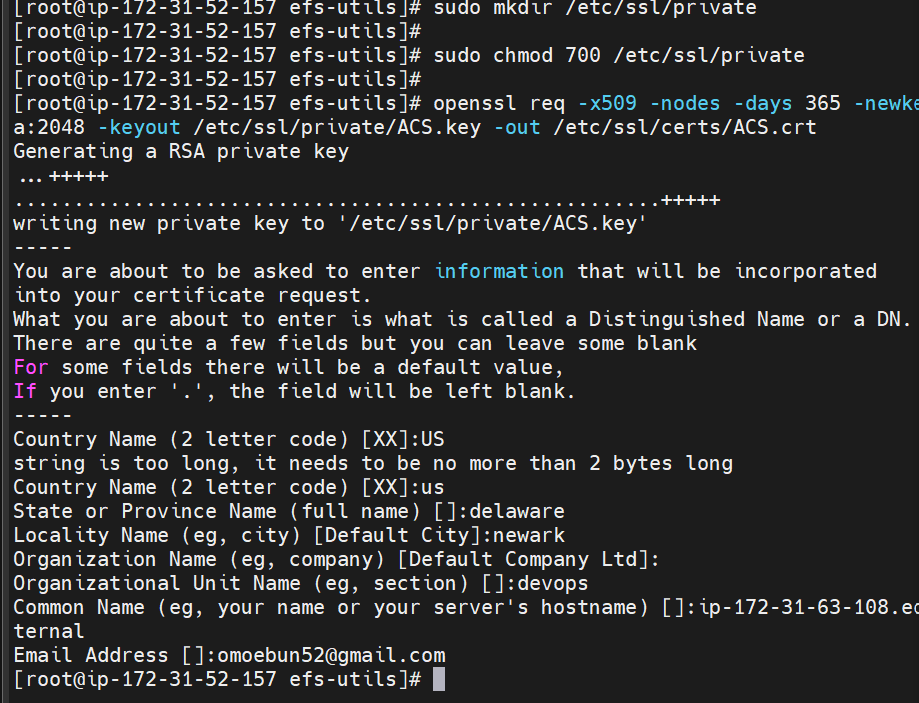 [root@ip-172-31-52-157 efs-utils]# sudo mkdir /etc/ssl/private
[root@ip-172-31-52-157 efs-utils]#
[root@ip-172-31-52-157 efs-utils]# sudo chmod 700 /etc/ssl/private
[root@ip-172-31-52-157 efs-utils]#
[root@ip-172-31-52-157 efs-utils]# openssl req -x509 -nodes -days 365 -newke
a:2048 -keyout /etc/ssl/private/ACS.key -out /etc/ssl/certs/ACS.crt
Generating a RSA private key
...+++++
.......................................................+++++
writing new private key to '/etc/ssl/private/ACS.key'
-----
You are about to be asked to enter information that will be incorporated
into your certificate request.
What you are about to enter is what is called a Distinguished Name or a DN.
There are quite a few fields but you can leave some blank
For some fields there will be a default value,
If you enter '.', the field will be left blank.
-----
Country Name (2 letter code) [XX]:US
string is too long, it needs to be no more than 2 bytes long
Country Name (2 letter code) [XX]:us
State or Province Name (full name) []:delaware
Locality Name (eg, city) [Default City]:newark
Organization Name (eg, company) [Default Company Ltd]:
Organizational Unit Name (eg, section) []:devops
Common Name (eg, your name or your server's hostname) []:ip-172-31-63-108.ec
ternal
Email Address []:omoebun52@gmail.com
[root@ip-172-31-52-157 efs-utils]#